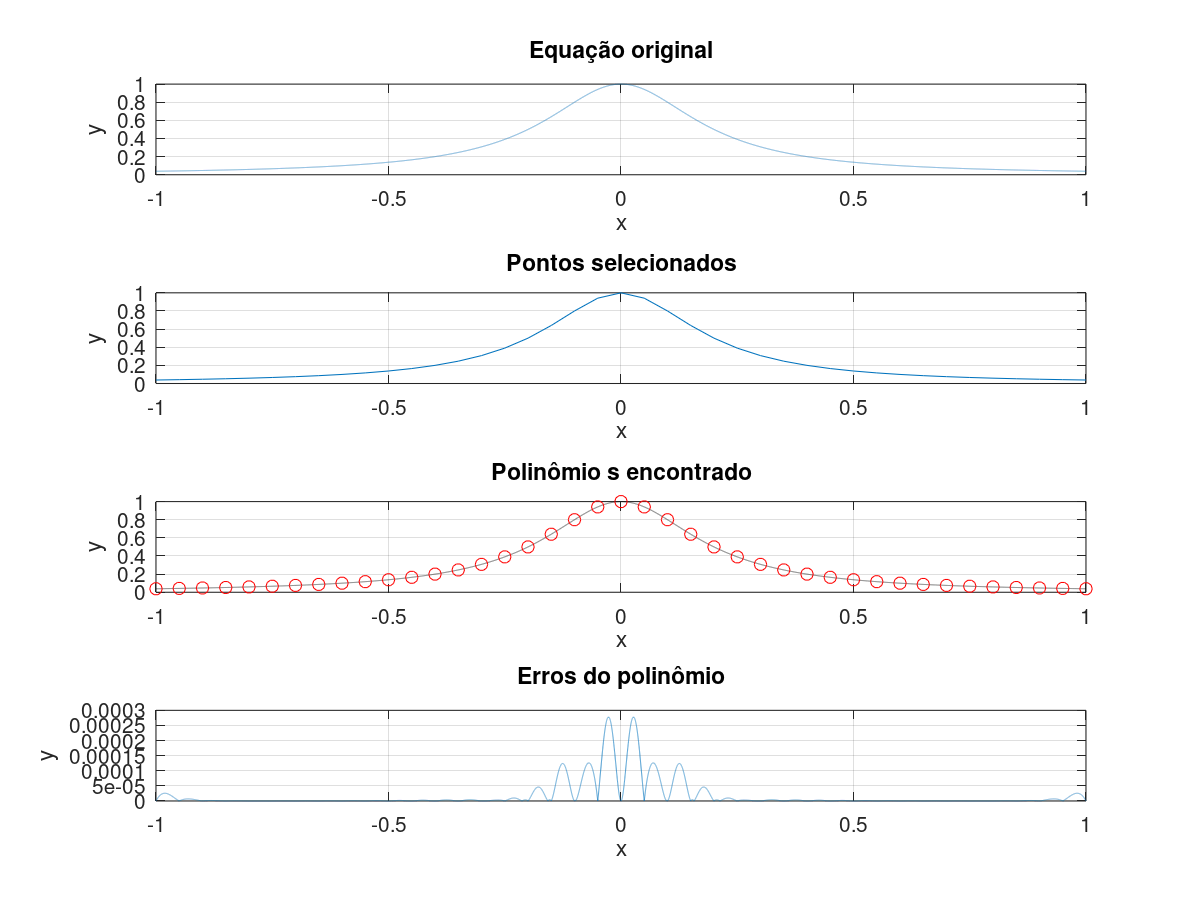 Equação original
1
0.8
0.6
0.4
0.2
0
y
-1 -0.5 0 0.5 1
x
Pontos selecionados
1
0.8
0.6
0.4
0.2
0
y
-1 -0.5 0 0.5 1
x
Polinômio s encontrado
1
0.8
0.6
0.4
0.2
0
y
-1 -0.5 0 0.5 1
x
Erros do polinômio
0.0003
0.00025
0.0002
0.00015
0.0001
5e-05
0
y
-1 -0.5 0 0.5 1
x